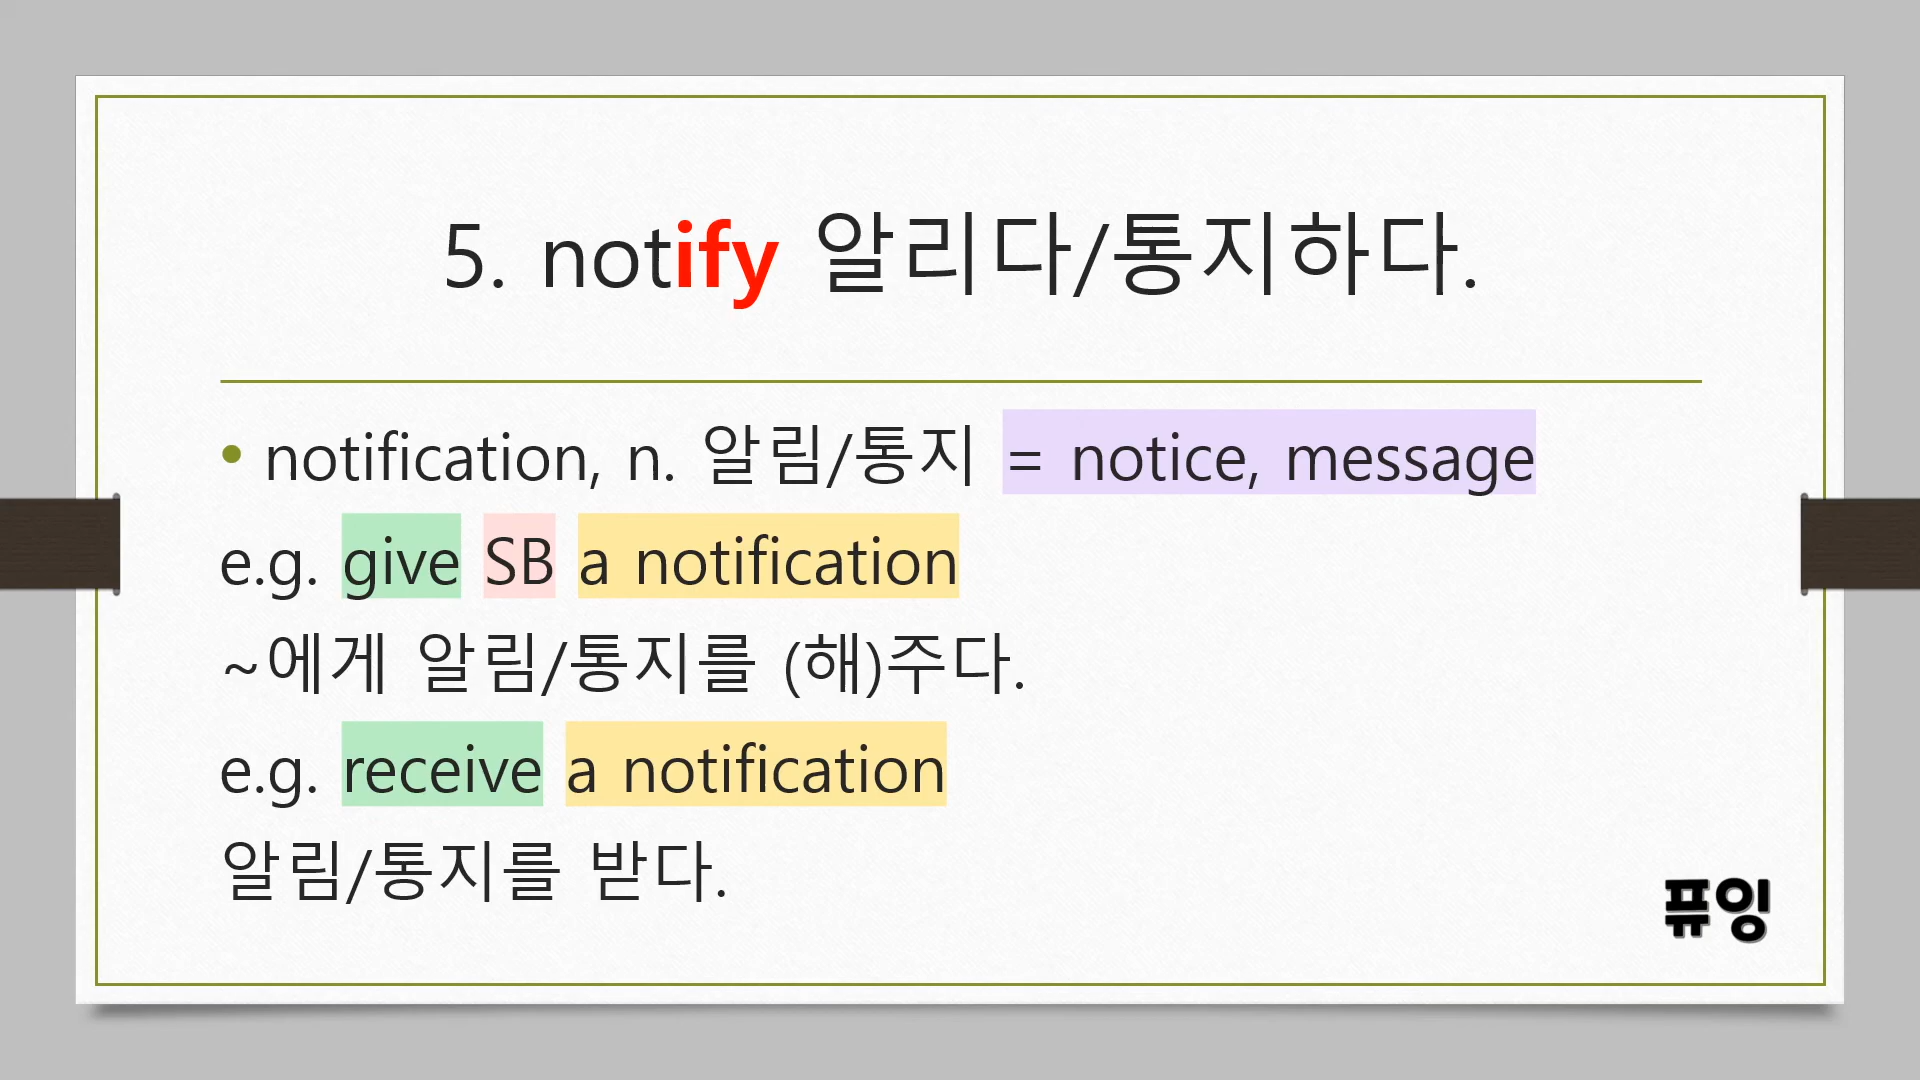 5. notify 알리다/통지하다.
• notification, n. 알림/통지 = notice, message
e.g. give SB a notification
~에게 알림/통지를 (해)주다.
e.g. receive a notification
알림/통지를 받다.
퓨잉